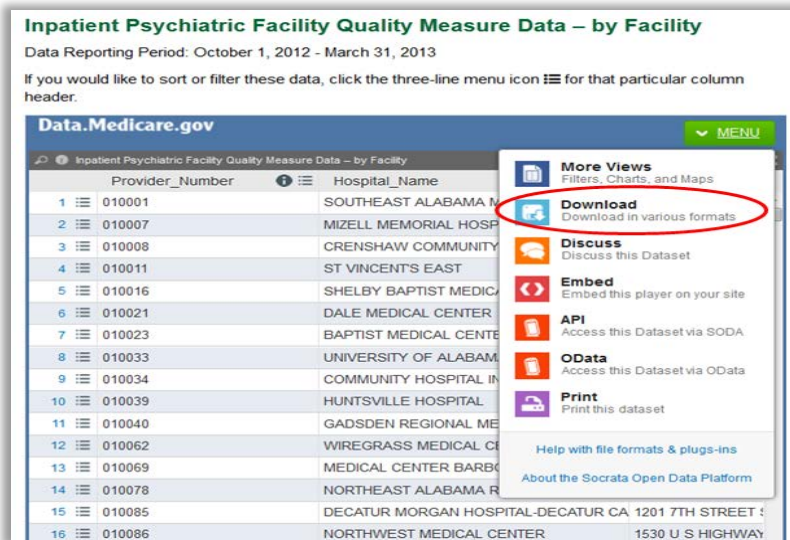 Inpatient Psychiatric Facility Quality Measure Data – by Facility
Data Reporting Period: October 1, 2012 - March 31, 2013
If you would like to sort or filter these data, click the three-line menu icon for that particular column
header.
Data.Medicare.gov
MENU
Inpatient Psychiatric Facility Quality Measure Data – by Facility
Provider_Number Hospital_Name
1 010001 SOUTHEAST ALABAMA M
2 010007 MIZELL MEMORIAL HOSP
3 010008 CRENSHAW COMMUNITY
4 010011 ST VINCENT'S EAST
5 010016 SHELBY BAPTIST MEDICA
6 010021 DALE MEDICAL CENTER
7 010023 BAPTIST MEDICAL CENTE
8 010033 UNIVERSITY OF ALABAM
9 010034 COMMUNITY HOSPITAL IN
10 010039 HUNTSVILLE HOSPITAL
11 010040 GADSDEN REGIONAL ME
12 010062 WIREGRASS MEDICAL CE
13 010069 MEDICAL CENTER BARBO
14 010078 NORTHEAST ALABAMA R
15 010085 DECATUR MORGAN HOSPITAL-DECATUR CA 1201 7TH STREET S
16 010086 NORTHWEST MEDICAL CENTER 1530 U S HIGHWAY
More Views
Filters, Charts, and Maps
Download
Download in various formats
Discuss
Discuss this Dataset
Embed
Embed this player on your site
API
Access this Dataset via SODA
OData
Access this Dataset via OData
Print
Print this dataset
Help with file formats & plugs-ins
About the Socrata Open Data Platform